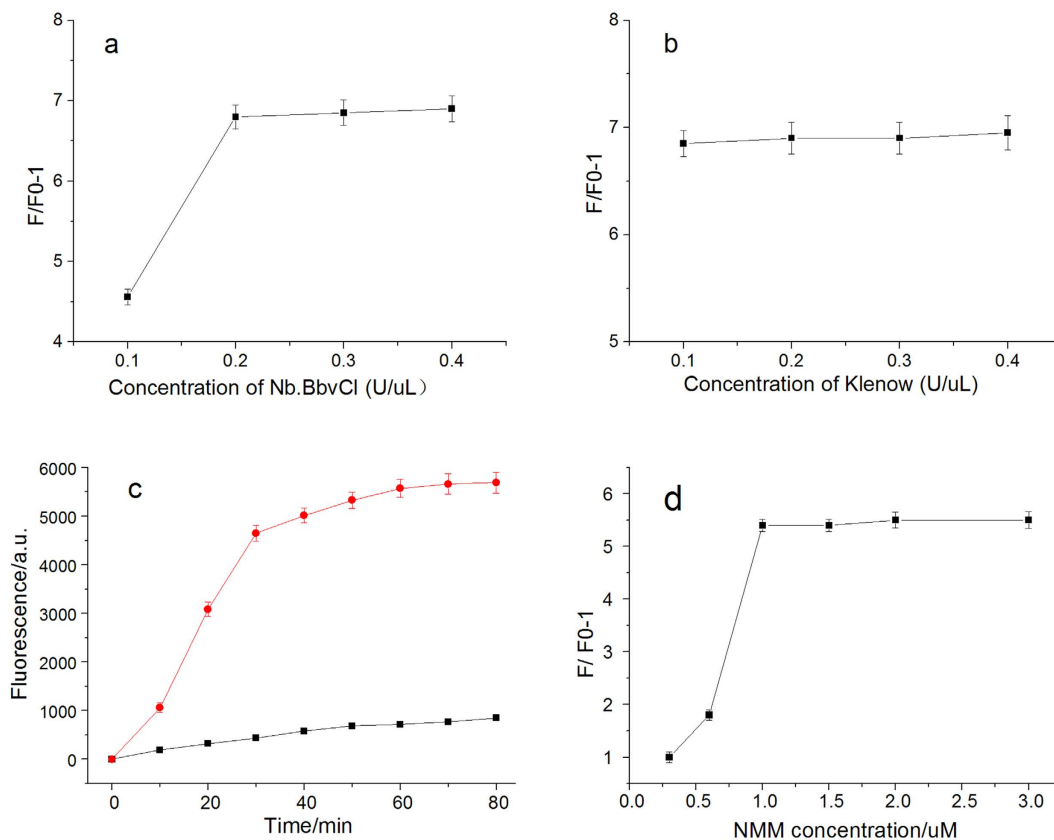 a
8
7
6
5
4
F/F0-1
0.1 0.2 0.3 0.4
Concentration of Nb.BbvCl (U/uL）
b
8
7
6
5
F/F0-1
0.1 0.2 0.3 0.4
Concentration of Klenow (U/uL)
c
6000
5000
4000
3000
2000
1000
0
Fluorescence/a.u.
0 20 40 60 80
Time/min
d
6
5
4
3
2
1
F/ F0-1
0.0 0.5 1.0 1.5 2.0 2.5 3.0
NMM concentration/uM